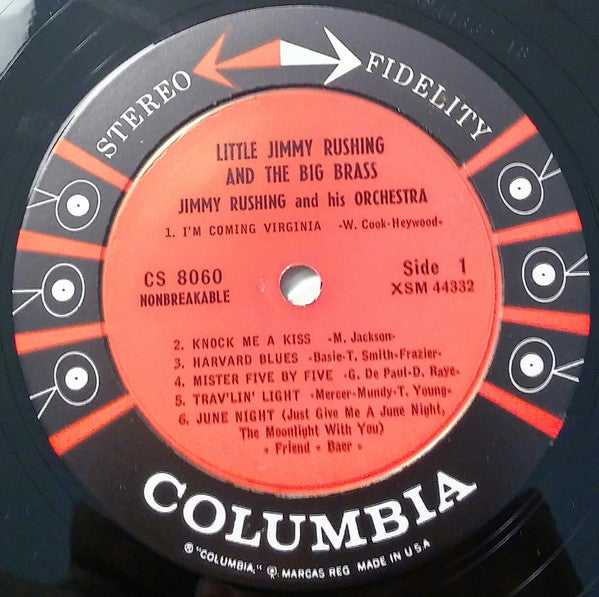 STEREO FIDELITY
LITTLE JIMMY RUSHING
AND THE BIG BRASS
JIMMY RUSHING and his ORCHESTRA
1. I'M COMING VIRGINIA -W. Cook-Heywood-
CS 8060
NONBREAKABLE
Side 1
XSM 44332
2. KNOCK ME A KISS -M. Jackson-
3. HARVARD BLUES -Basie-T. Smith-Frazier-
4. MISTER FIVE BY FIVE -G. De Paul-D. Raye-
5. TRAV'LIN' LIGHT -Mercer-Mundy-T. Young-
6. JUNE NIGHT (Just Give Me A June Night,
The Moonlight With You)
- Friend - Baer -
COLUMBIA
® "COLUMBIA," ®, MARCAS REG MADE IN U.S.A